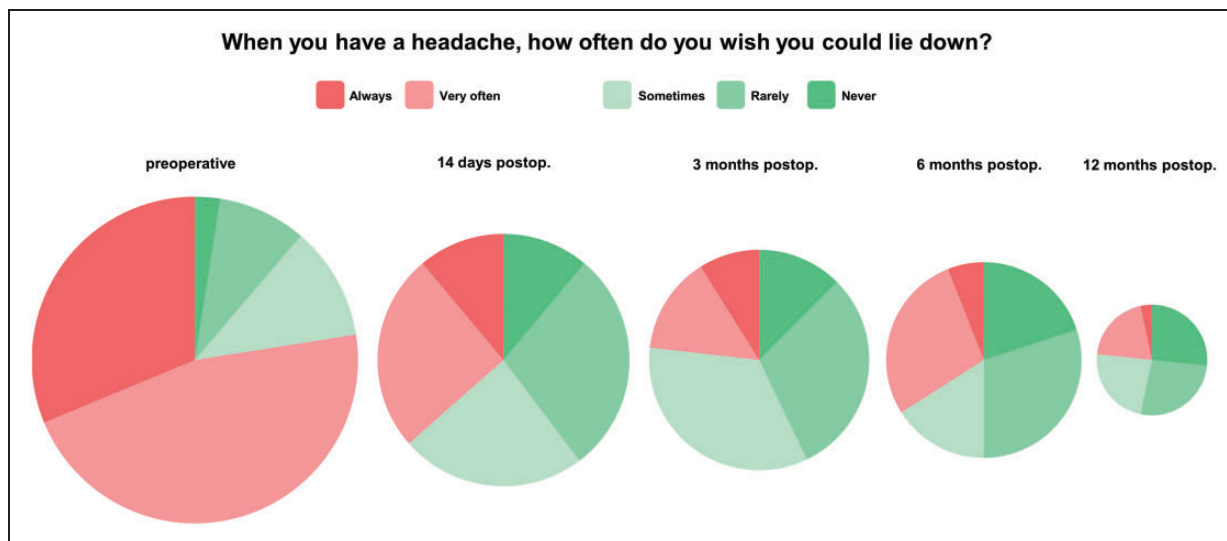 When you have a headache, how often do you wish you could lie down?
Always Very often Sometimes Rarely Never
preoperative 14 days postop. 3 months postop. 6 months postop. 12 months postop.